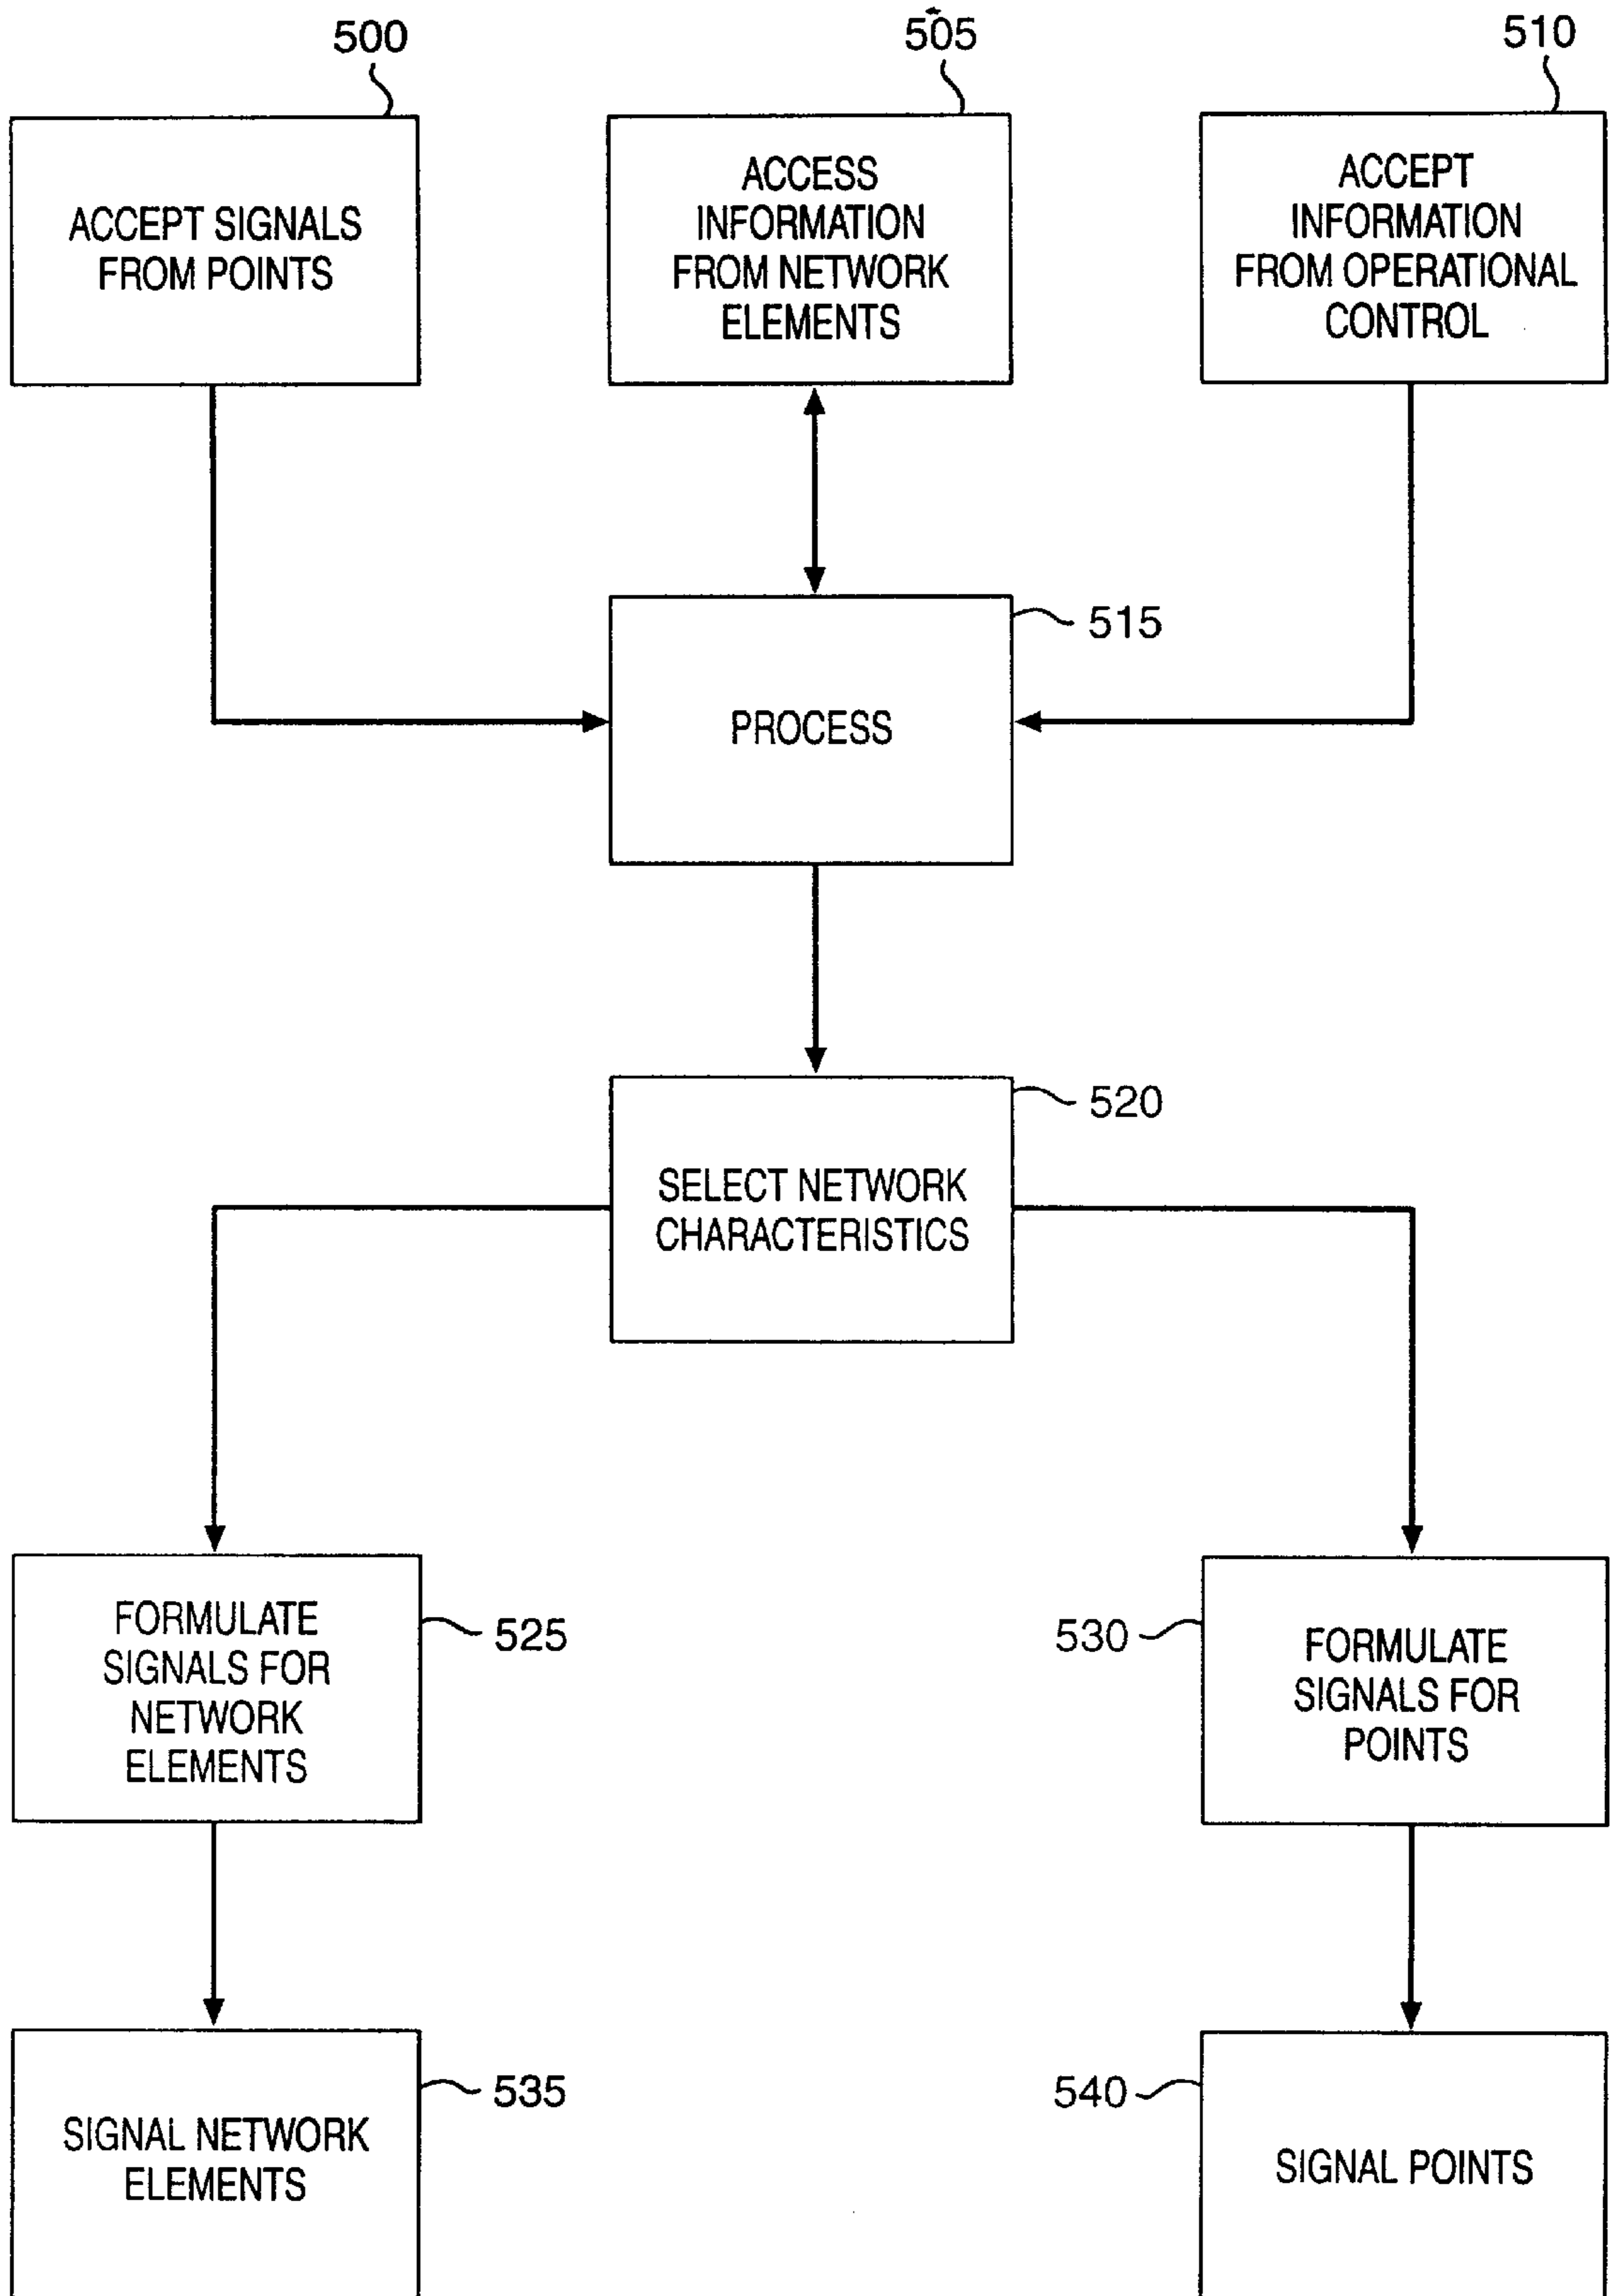 500
505
510
ACCEPT SIGNALS
FROM POINTS
ACCESS
INFORMATION
FROM NETWORK
ELEMENTS
ACCEPT
INFORMATION
FROM OPERATIONAL
CONTROL
515
PROCESS
520
SELECT NETWORK
CHARACTERISTICS
FORMULATE
SIGNALS FOR
NETWORK
ELEMENTS
525
530
FORMULATE
SIGNALS FOR
POINTS
535
SIGNAL NETWORK
ELEMENTS
540
SIGNAL POINTS